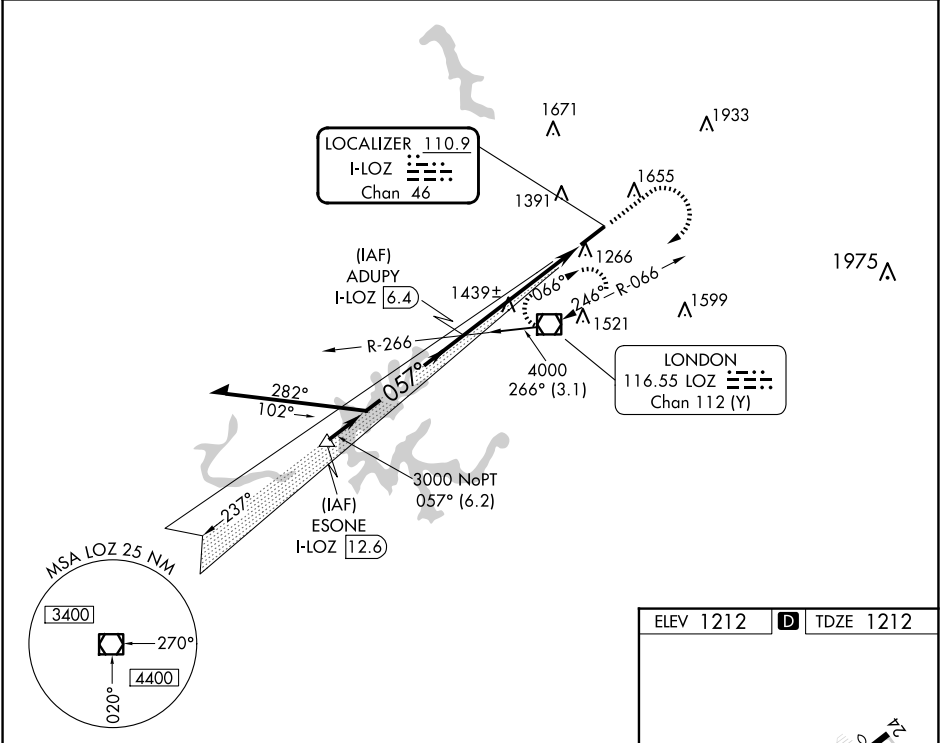 1671
1933
LOCALIZER 110.9
I-LOZ
Chan 46
1655
1391
(IAF)
ADUPY
I-LOZ 6.4
1266
1975
1439±
066°
246°
R-066
1599
1521
R-266
4000
266° (3.1)
LONDON
116.55 LOZ
Chan 112 (Y)
057°
282°
102°
3000 NoPT
057° (6.2)
237°
(IAF)
ESONE
I-LOZ 12.6
MSA LOZ 25 NM
3400
270°
4400
020°
ELEV 1212 D TDZE 1212
24